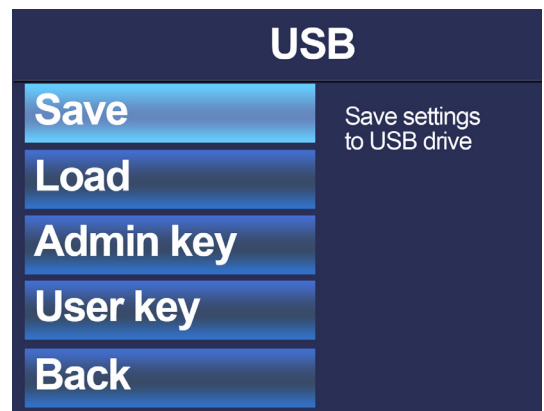 USB
Save
Save settings
to USB drive
Load
Admin key
User key
Back